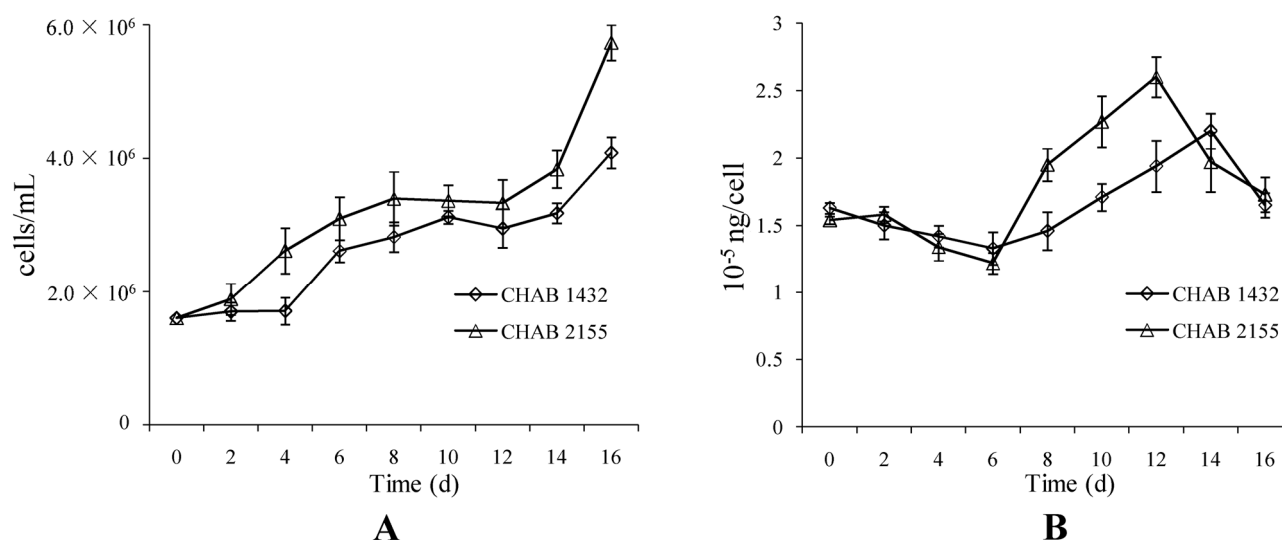 6.0 × 10⁶
4.0 × 10⁶
2.0 × 10⁶
0
cells/mL
0 2 4 6 8 10 12 14 16
Time (d)
CHAB 1432
CHAB 2155
A
3
2.5
2
1.5
1
0.5
0
10⁻⁵ ng/cell
0 2 4 6 8 10 12 14 16
Time (d)
CHAB 1432
CHAB 2155
B